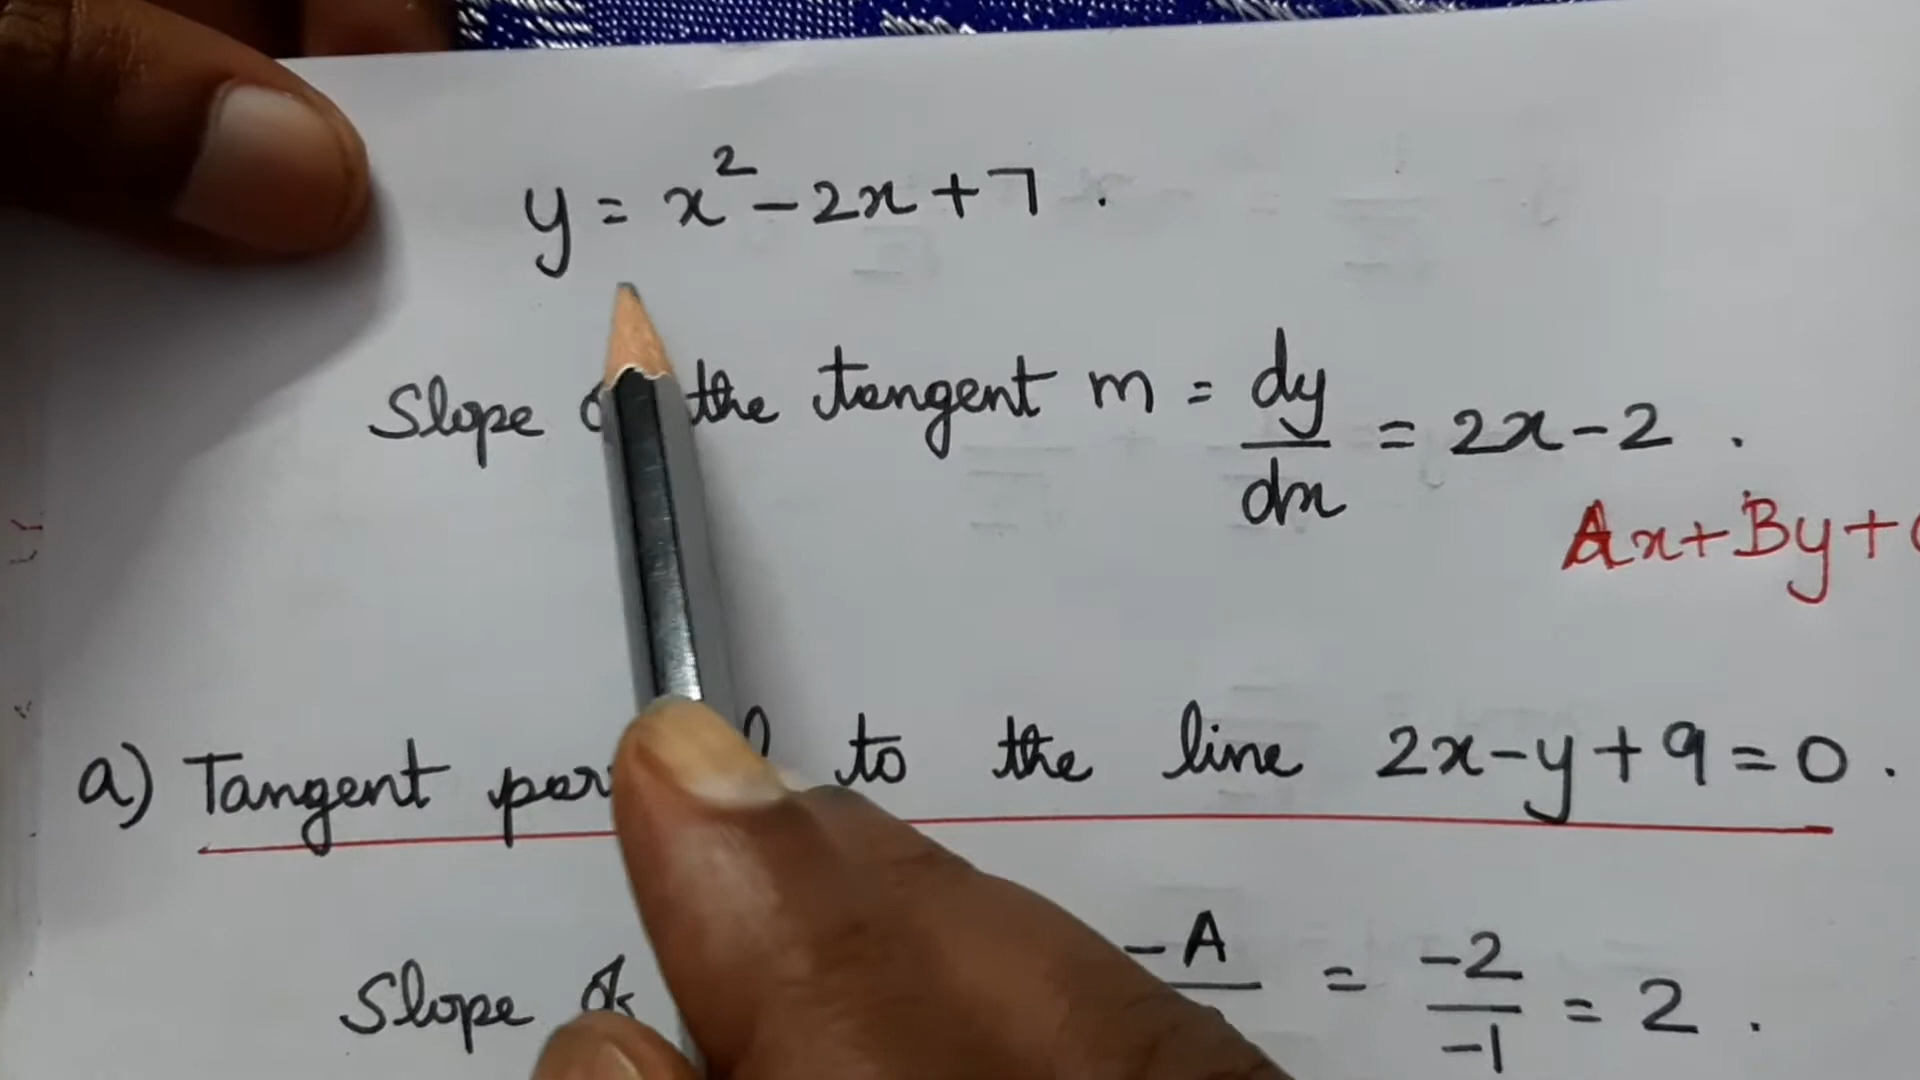 y = x² - 2x + 7 .
Slope the tangent m = dy/dx = 2x - 2 .
Ax + By +
a) Tangent to the line 2x - y + 9 = 0 .
Slope of -A = -2/-1 = 2 .